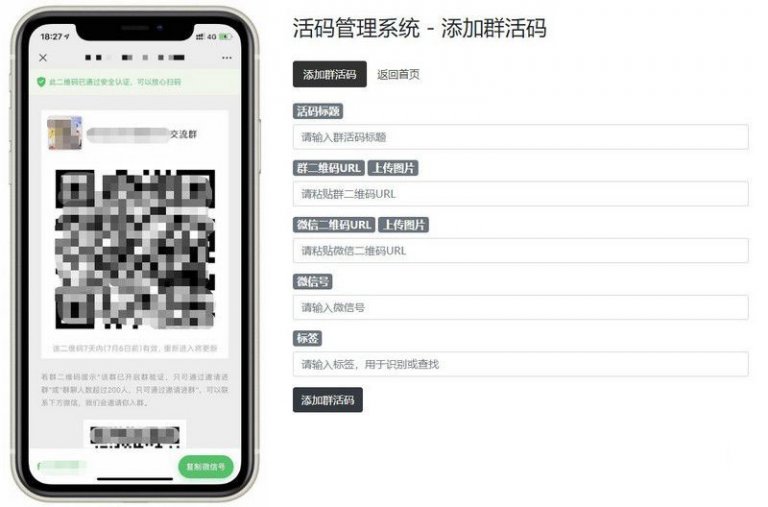 18:27
4G
此二维码已通过安全认证,可以放心扫码
交流群
该二维码7天内(7月6日前)有效,重新进入将更新
若群二维码提示"该群已开启群验证,只可通过邀请进
群"或"群聊人数超过200人,只可通过邀请进群",可以联
系下方微信,我们会邀请你入群。
复制微信号
活码管理系统 - 添加群活码
添加群活码 返回首页
活码标题
请输入群活码标题
群二维码URL 上传图片
请粘贴群二维码URL
微信二维码URL 上传图片
请粘贴微信二维码URL
微信号
请输入微信号
标签
请输入标签,用于识别或查找
添加群活码